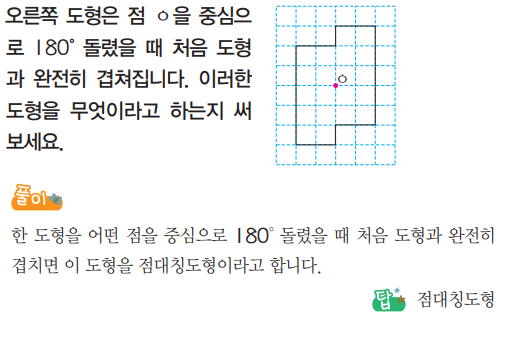 오른쪽 도형은 점 ㅇ을 중심으
로 180° 돌렸을 때 처음 도형
과 완전히 겹쳐집니다. 이러한
도형을 무엇이라고 하는지 써
보세요.
ㅇ
풀이
한 도형을 어떤 점을 중심으로 180° 돌렸을 때 처음 도형과 완전히
겹치면 이 도형을 점대칭도형이라고 합니다.
답 점대칭도형